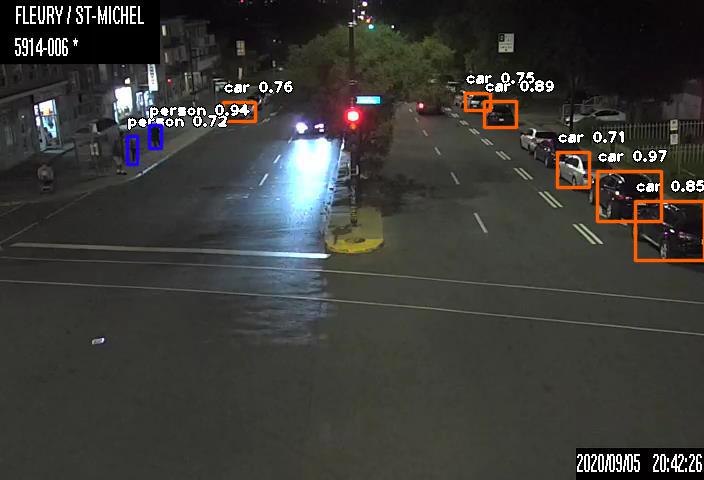 FLEURY / ST-MICHEL
5914-006 *
car 0.76
car 0.75
car 0.89
person 0.94
person 0.72
car 0.71
car 0.97
car 0.85
2020/09/05 20:42:26